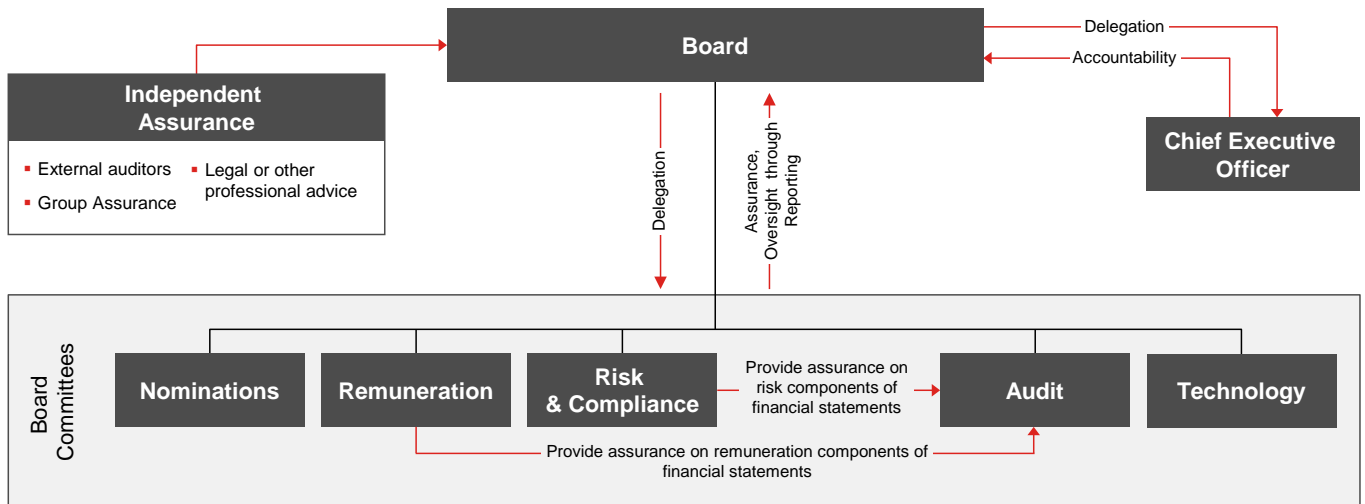 Board
Delegation
Accountability
Independent
Assurance
External auditors
Group Assurance
Legal or other
professional advice
Chief Executive
Officer
Delegation
Assurance,
Oversight through
Reporting
Board
Committees
Nominations
Remuneration
Risk
& Compliance
Provide assurance on
risk components of
financial statements
Audit
Technology
Provide assurance on remuneration components of
financial statements